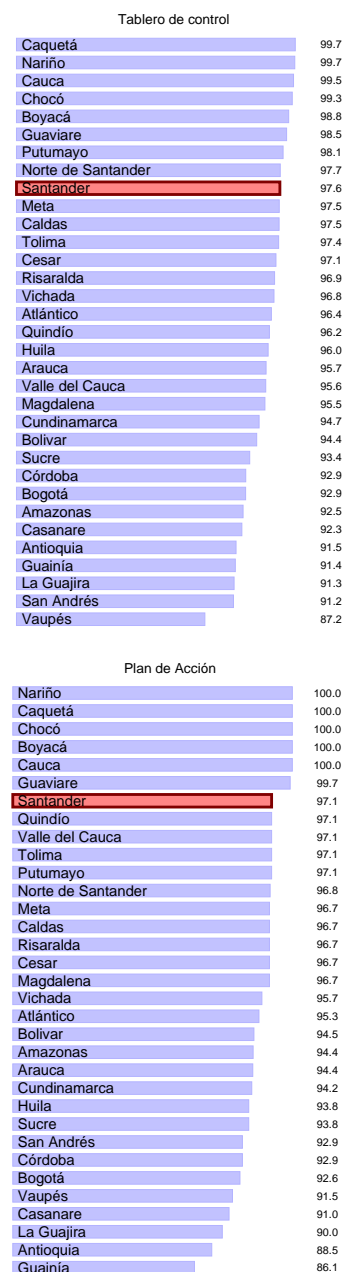 Tablero de control
Caquetá 99.7
Nariño 99.7
Cauca 99.5
Chocó 99.3
Boyacá 98.8
Guaviare 98.5
Putumayo 98.1
Norte de Santander 97.7
Santander 97.6
Meta 97.5
Caldas 97.5
Tolima 97.4
Cesar 97.1
Risaralda 96.9
Vichada 96.8
Atlántico 96.4
Quindío 96.2
Huila 96.0
Arauca 95.7
Valle del Cauca 95.6
Magdalena 95.5
Cundinamarca 94.7
Bolivar 94.4
Sucre 93.4
Córdoba 92.9
Bogotá 92.9
Amazonas 92.5
Casanare 92.3
Antioquia 91.5
Guainía 91.4
La Guajira 91.3
San Andrés 91.2
Vaupés 87.2
Plan de Acción
Nariño 100.0
Caquetá 100.0
Chocó 100.0
Boyacá 100.0
Cauca 100.0
Guaviare 99.7
Santander 97.1
Quindío 97.1
Valle del Cauca 97.1
Tolima 97.1
Putumayo 97.1
Norte de Santander 96.8
Meta 96.7
Caldas 96.7
Risaralda 96.7
Cesar 96.7
Magdalena 96.7
Vichada 95.7
Atlántico 95.3
Bolivar 94.5
Amazonas 94.4
Arauca 94.4
Cundinamarca 94.2
Huila 93.8
Sucre 93.8
San Andrés 92.9
Córdoba 92.9
Bogotá 92.6
Vaupés 91.5
Casanare 91.0
La Guajira 90.0
Antioquia 88.5
Guainía 86.1